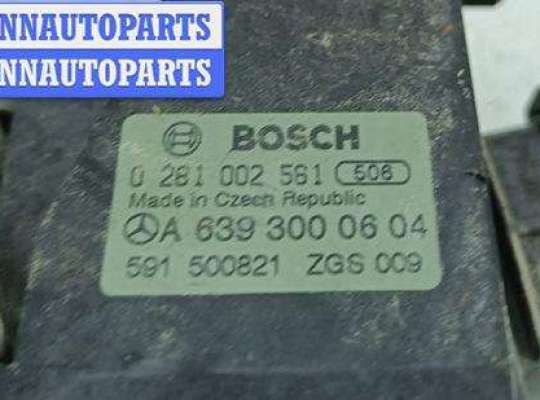 NNAUTOPARTS
NNAUTOPARTS
BOSCH
0 281 002 561 506
Made in Czech Republic
A 639 300 06 04
591 500821 ZGS 009